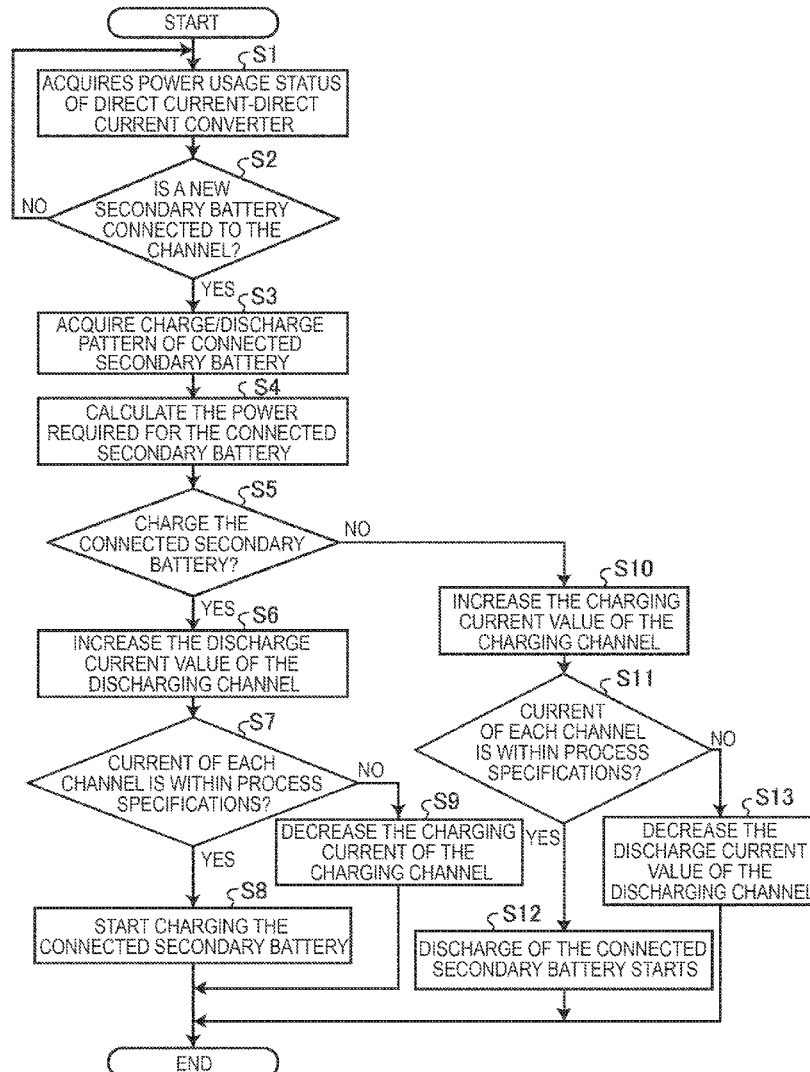 START
S1
ACQUIRES POWER USAGE STATUS
OF DIRECT CURRENT-DIRECT
CURRENT CONVERTER
S2
IS A NEW
SECONDARY BATTERY
CONNECTED TO THE
CHANNEL?
NO
YES
S3
ACQUIRE CHARGE/DISCHARGE
PATTERN OF CONNECTED
SECONDARY BATTERY
S4
CALCULATE THE POWER
REQUIRED FOR THE CONNECTED
SECONDARY BATTERY
S5
CHARGE THE
CONNECTED SECONDARY
BATTERY?
NO
YES
S6
INCREASE THE DISCHARGE
CURRENT VALUE OF THE
DISCHARGING CHANNEL
S7
CURRENT OF EACH
CHANNEL IS WITHIN PROCESS
SPECIFICATIONS?
NO
YES
S8
START CHARGING THE
CONNECTED SECONDARY BATTERY
S9
DECREASE THE CHARGING
CURRENT OF THE
CHARGING CHANNEL
S10
INCREASE THE CHARGING
CURRENT VALUE OF THE
CHARGING CHANNEL
S11
CURRENT
OF EACH CHANNEL
IS WITHIN PROCESS
SPECIFICATIONS?
NO
YES
S12
DISCHARGE OF THE CONNECTED
SECONDARY BATTERY STARTS
S13
DECREASE THE
DISCHARGE CURRENT
VALUE OF THE
DISCHARGING CHANNEL
END